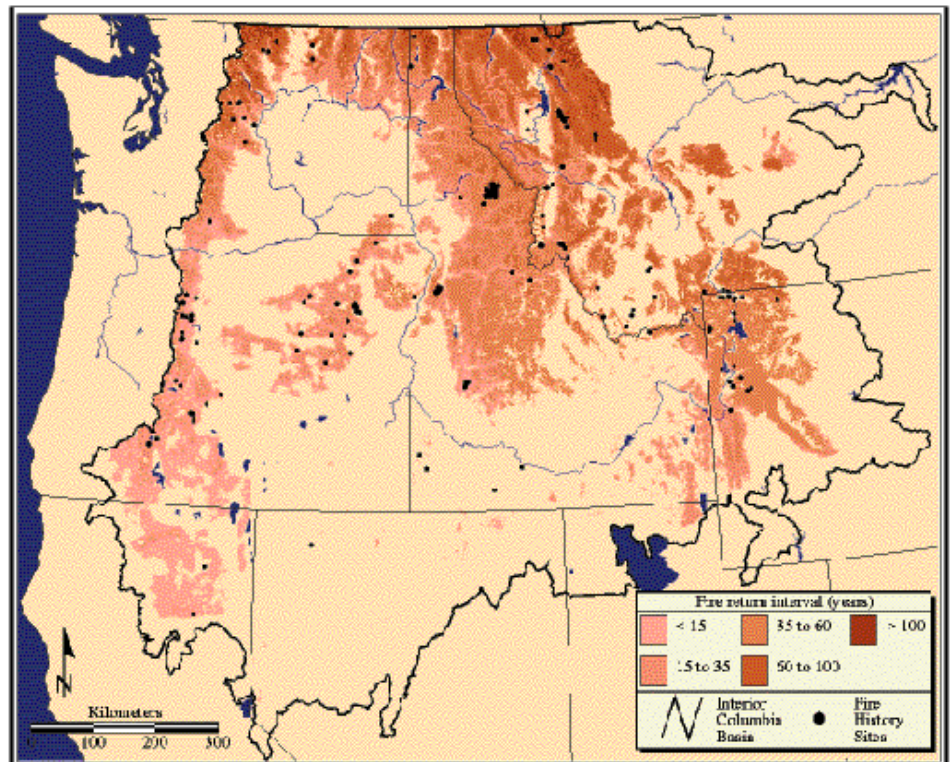 N
Kilometers
0 100 200 300
Fire return interval (years)
< 15
35 to 60
> 100
15 to 35
60 to 100
Interior
Columbia
Basin
Fire
History
Sites